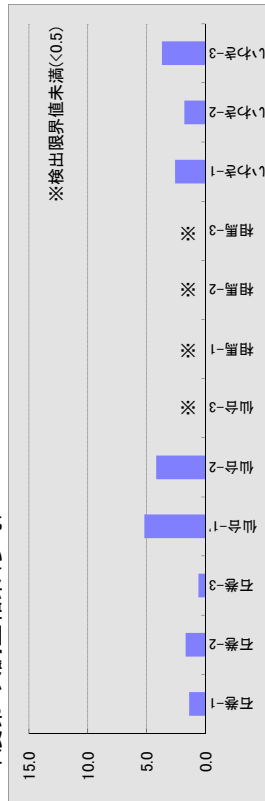 ※検出限界値未満(<0.5)
15.0
10.0
5.0
0.0
※ ※ ※ ※
石巻-1 石巻-2 石巻-3 仙台-1' 仙台-2 仙台-3 相馬-1 相馬-2 相馬-3 いわき-1 いわき-2 いわき-3